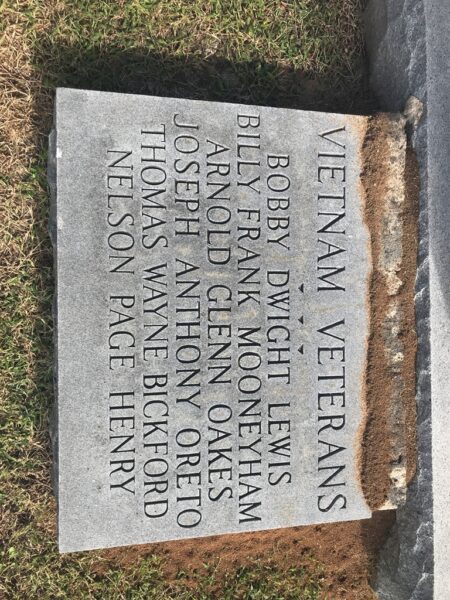 VIETNAM VETERANS
BOBBY DWIGHT LEWIS
BILLY FRANK MOONEYHAM
ARNOLD GLENN OAKES
JOSEPH ANTHONY ORETO
THOMAS WAYNE BICKFORD
NELSON PAGE HENRY